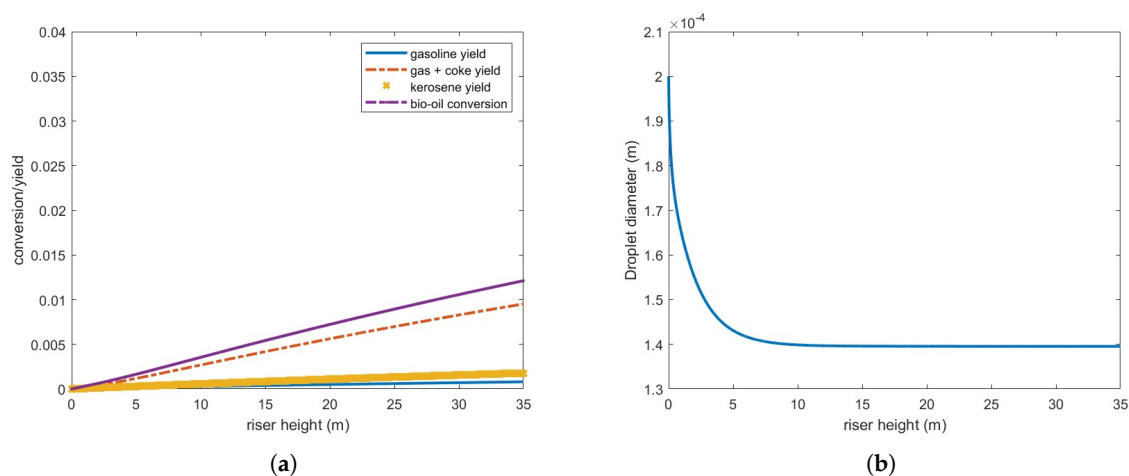 0.04
0.035
0.03
0.025
0.02
0.015
0.01
0.005
0
conversion/yield
gasoline yield
gas + coke yield
kerosene yield
bio-oil conversion
0 5 10 15 20 25 30 35
riser height (m)
(a)
×10⁻⁴
2.1
2
1.9
1.8
1.7
1.6
1.5
1.4
1.3
Droplet diameter (m)
0 5 10 15 20 25 30 35
riser height (m)
(b)